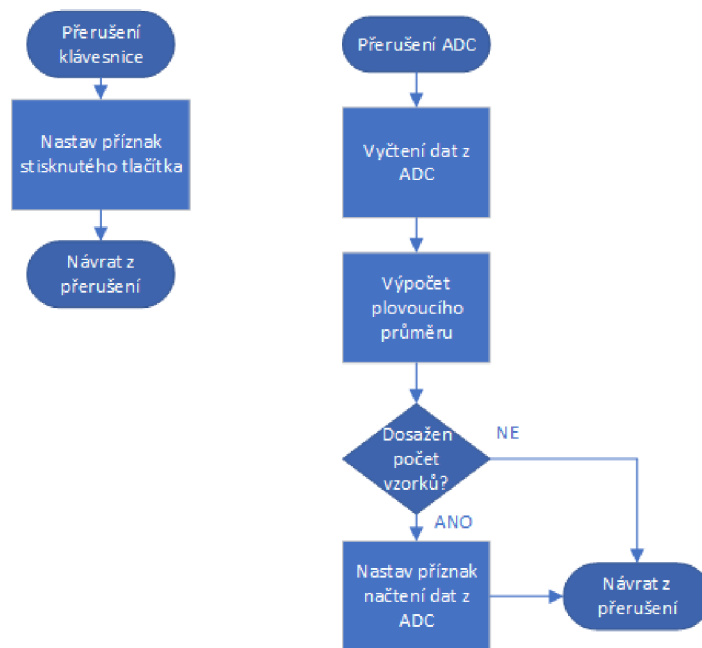 Přerušení
klávesnice
Nastav příznak
stisknutého tlačítka
Návrat z
přerušení
Přerušení ADC
Vyčtení dat z
ADC
Výpočet
plovoucího
průměru
Dosažen
počet
vzorků?
NE
ANO
Nastav příznak
načtení dat z
ADC
Návrat z
přerušení